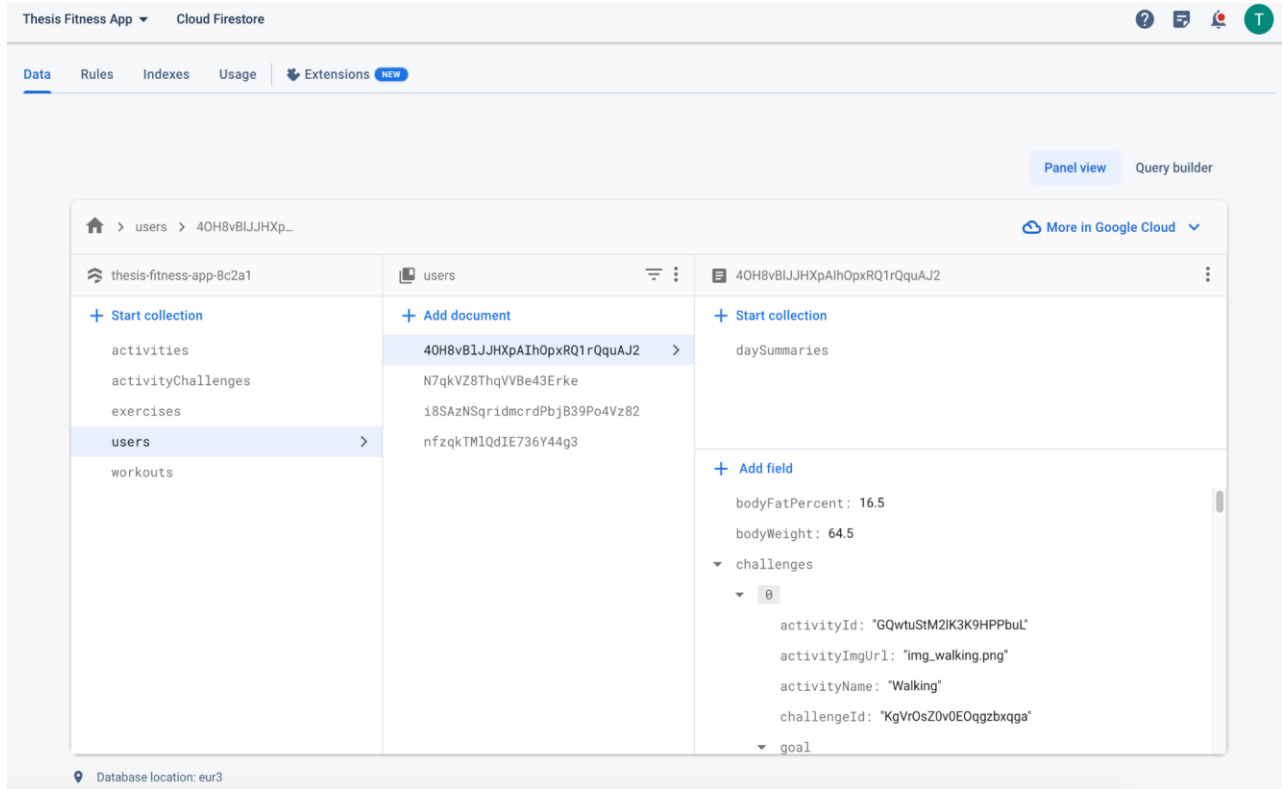 Thesis Fitness App Cloud Firestore
T
Data Rules Indexes Usage Extensions NEW
Panel view Query builder
users 4OH8vBlJJHXp…
More in Google Cloud
thesis-fitness-app-8c2a1
users
4OH8vBlJJHXpAIhOpxRQ1rQquAJ2
Start collection
activities
activityChallenges
exercises
users
workouts
Add document
4OH8vBlJJHXpAIhOpxRQ1rQquAJ2
N7qkVZ8ThqVVBe43Erke
i8SAzNSqridmcrdPbjB39Po4Vz82
nfzqkTMlQdIE736Y44g3
Start collection
daySummaries
Add field
bodyFatPercent: 16.5
bodyWeight: 64.5
challenges
0
activityId: "GQwtuStM2lK3K9HPPbuL"
activityImgUrl: "img_walking.png"
activityName: "Walking"
challengeId: "KgVrOsZ0v0EOqgzbxqga"
goal
Database location: eur3